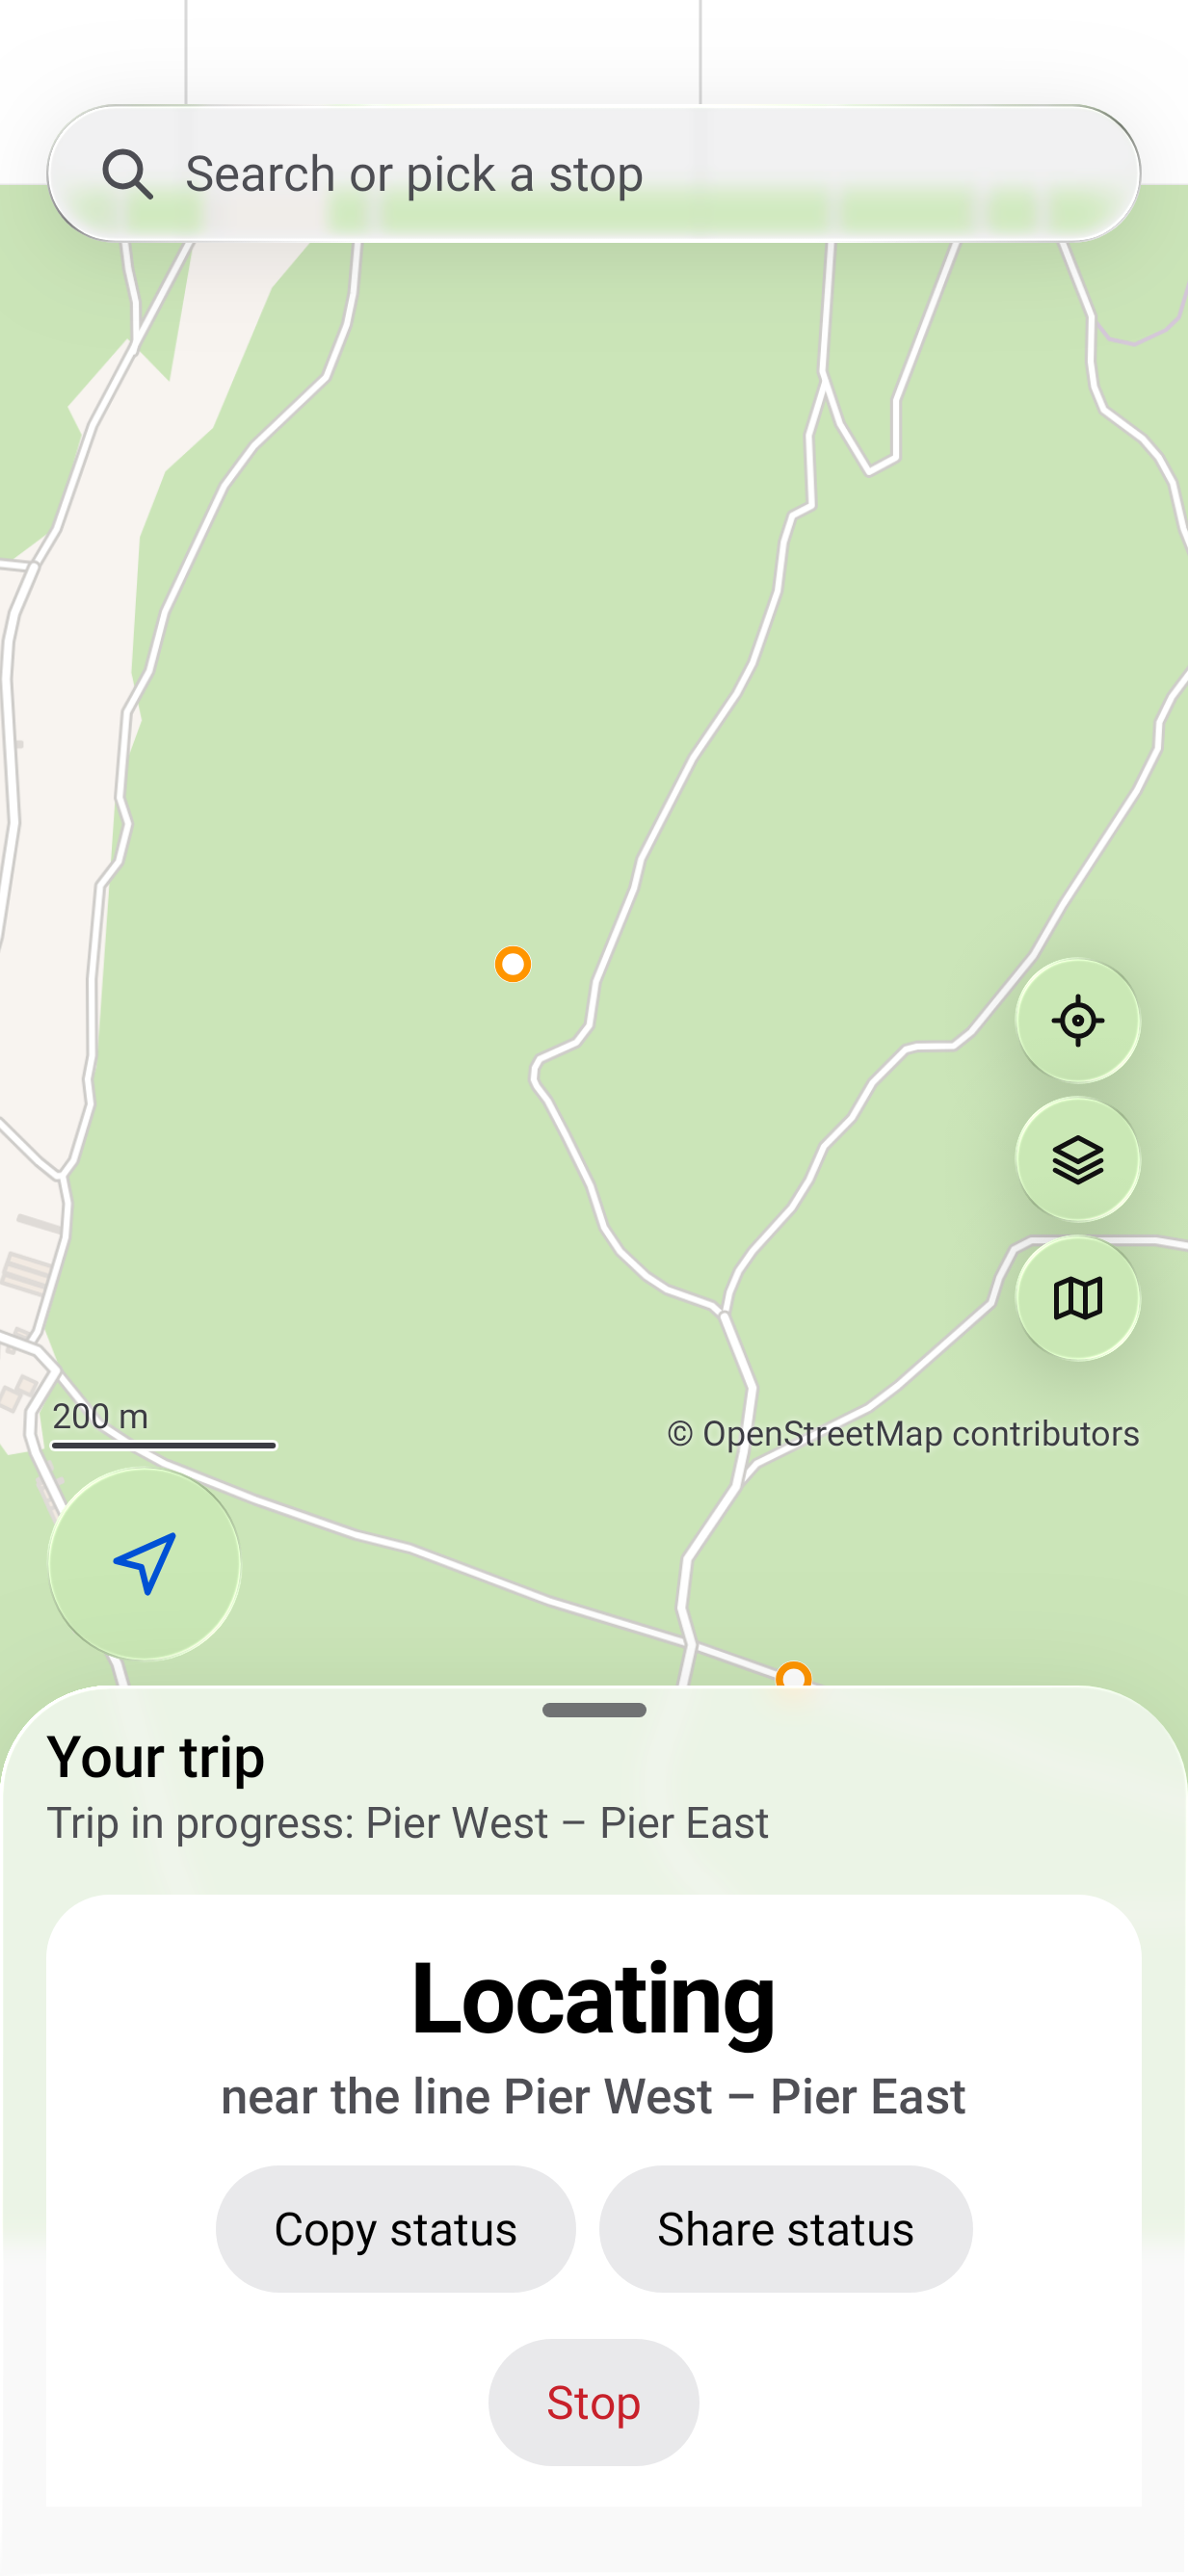 Search or pick a stop
200 m
© OpenStreetMap contributors
Your trip
Trip in progress: Pier West – Pier East
Locating
near the line Pier West – Pier East
Copy status
Share status
Stop